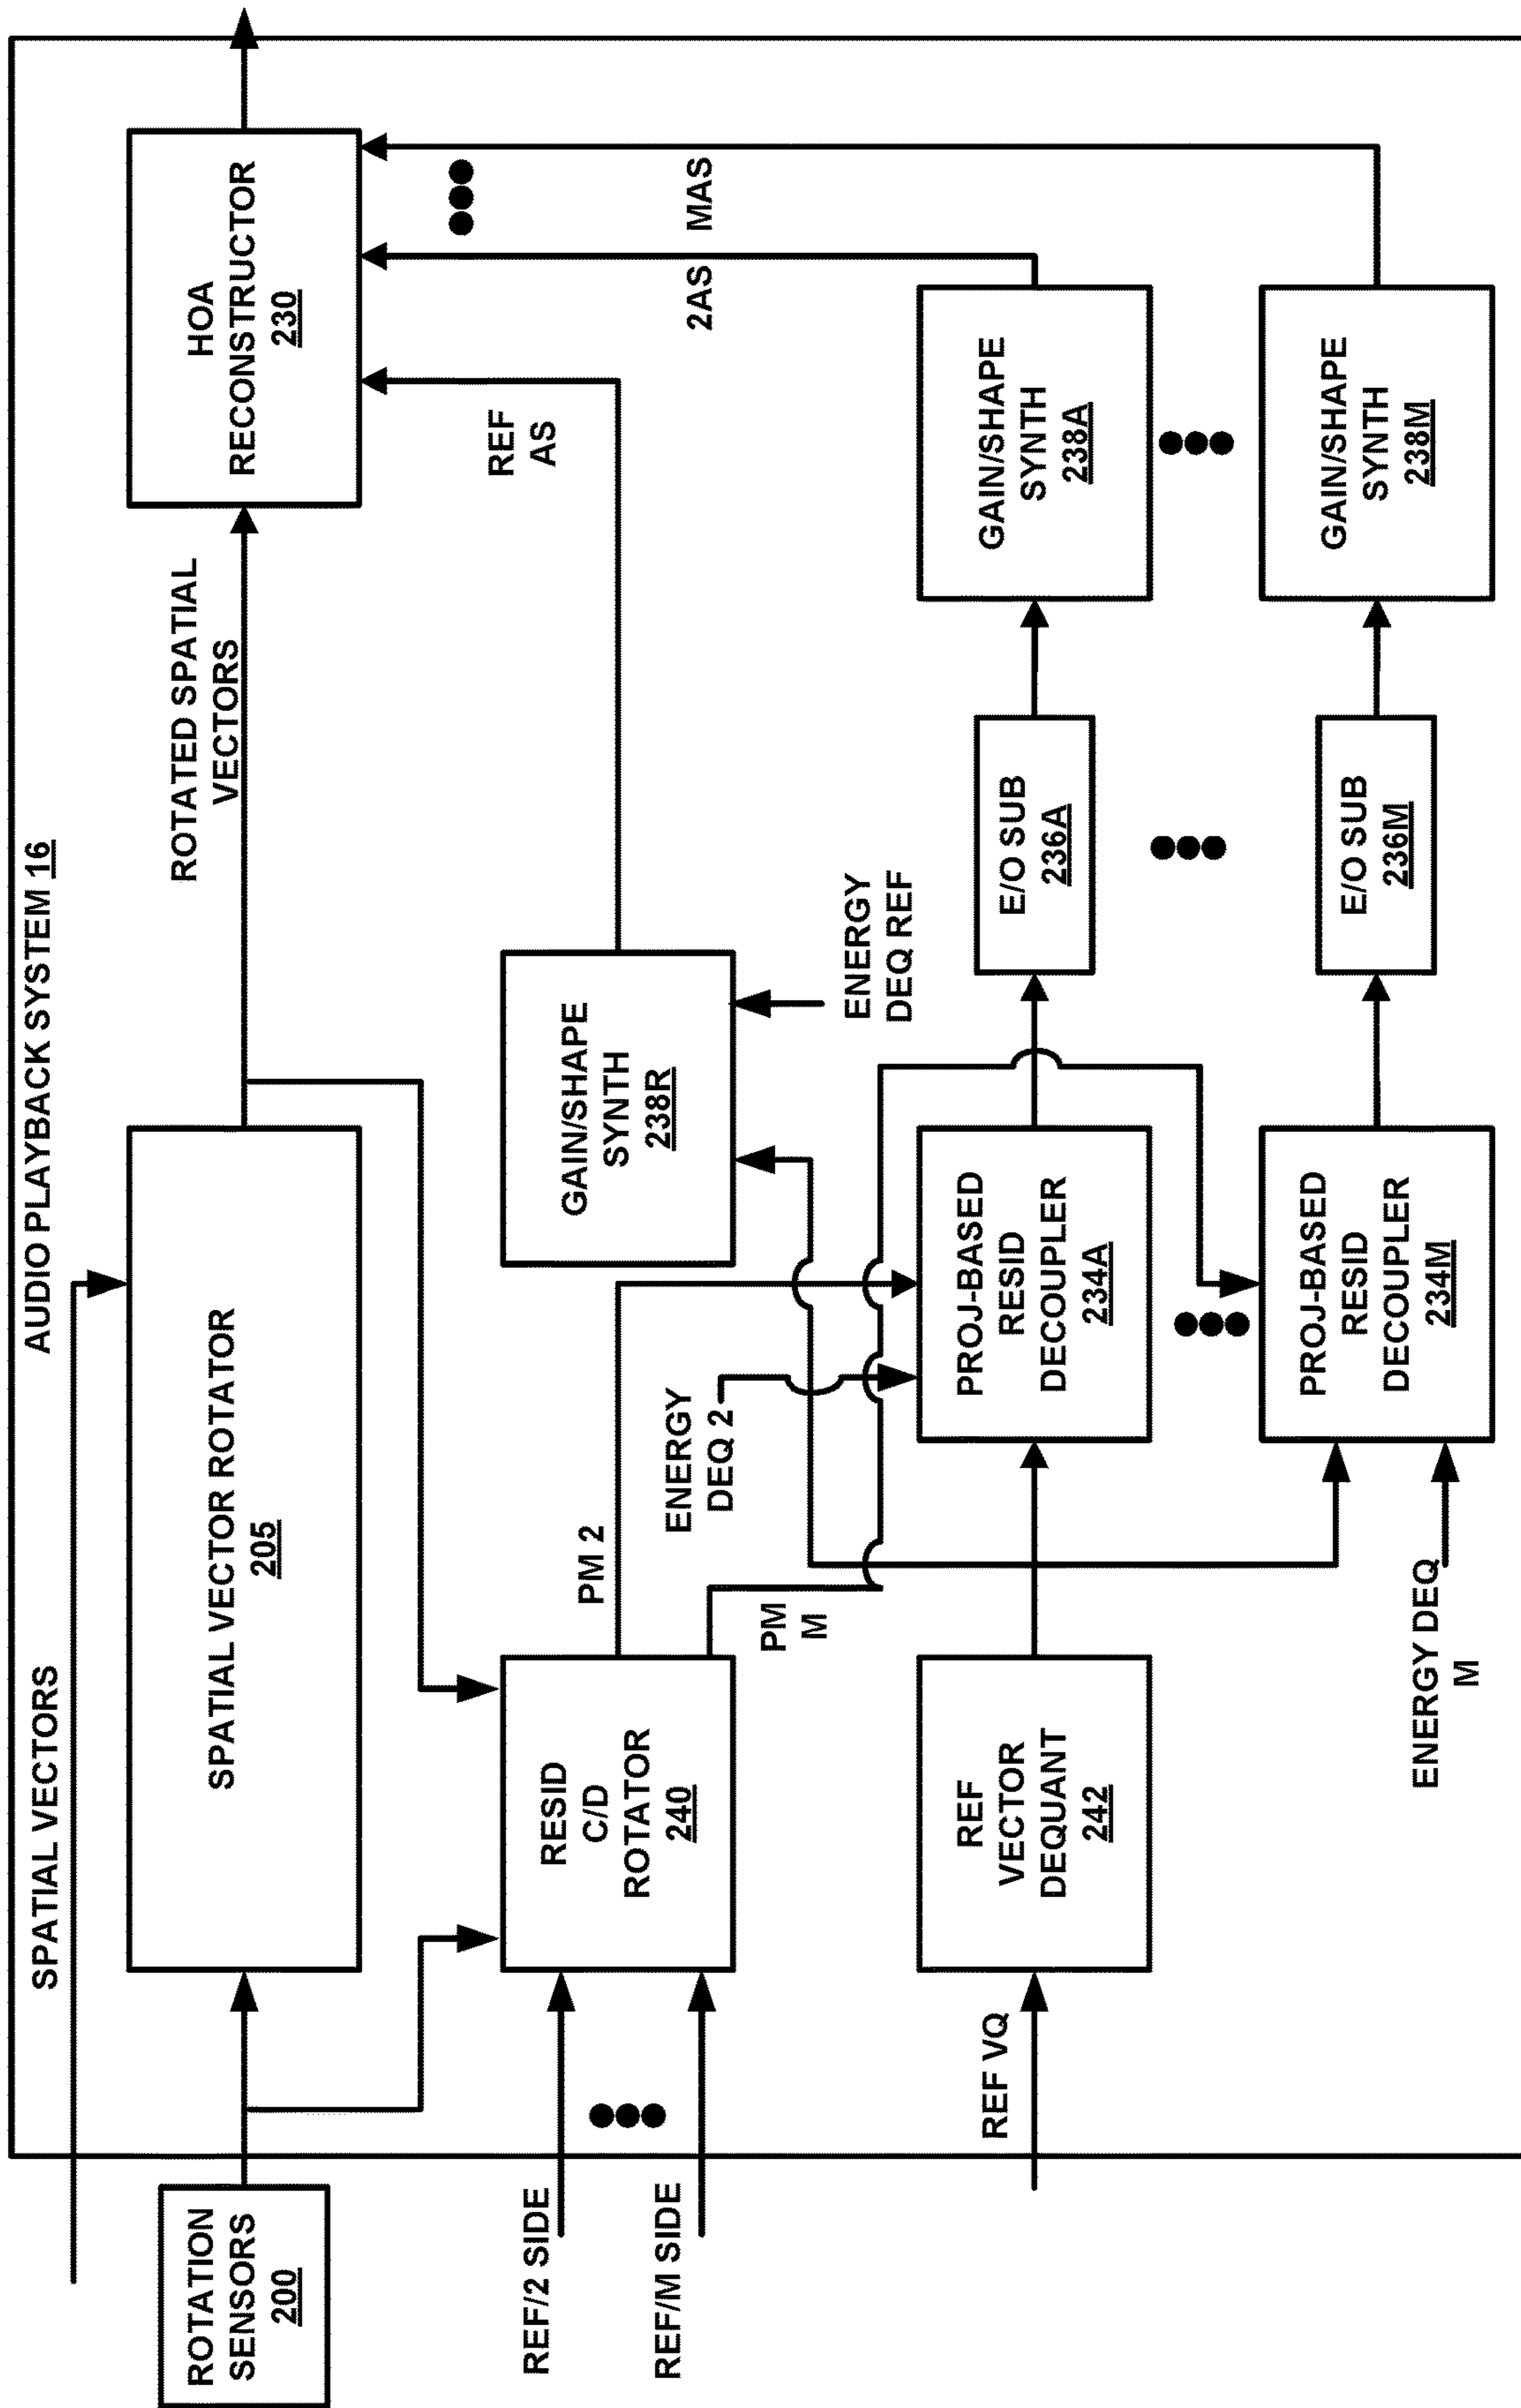 AUDIO PLAYBACK SYSTEM 16
SPATIAL VECTORS
ROTATION
SENSORS
200
SPATIAL VECTOR ROTATOR
205
ROTATED SPATIAL
VECTORS
HOA
RECONSTRUCTOR
230
REF/2 SIDE
REF/M SIDE
RESID
C/D
ROTATOR
240
PM 2
PM
M
GAIN/SHAPE
SYNTH
238R
ENERGY
DEQ REF
REF
AS
2AS
MAS
ENERGY
DEQ 2
REF VQ
REF
VECTOR
DEQUANT
242
PROJ-BASED
RESID
DECOUPLER
234A
E/O SUB
236A
GAIN/SHAPE
SYNTH
238A
ENERGY DEQ
M
PROJ-BASED
RESID
DECOUPLER
234M
E/O SUB
236M
GAIN/SHAPE
SYNTH
238M